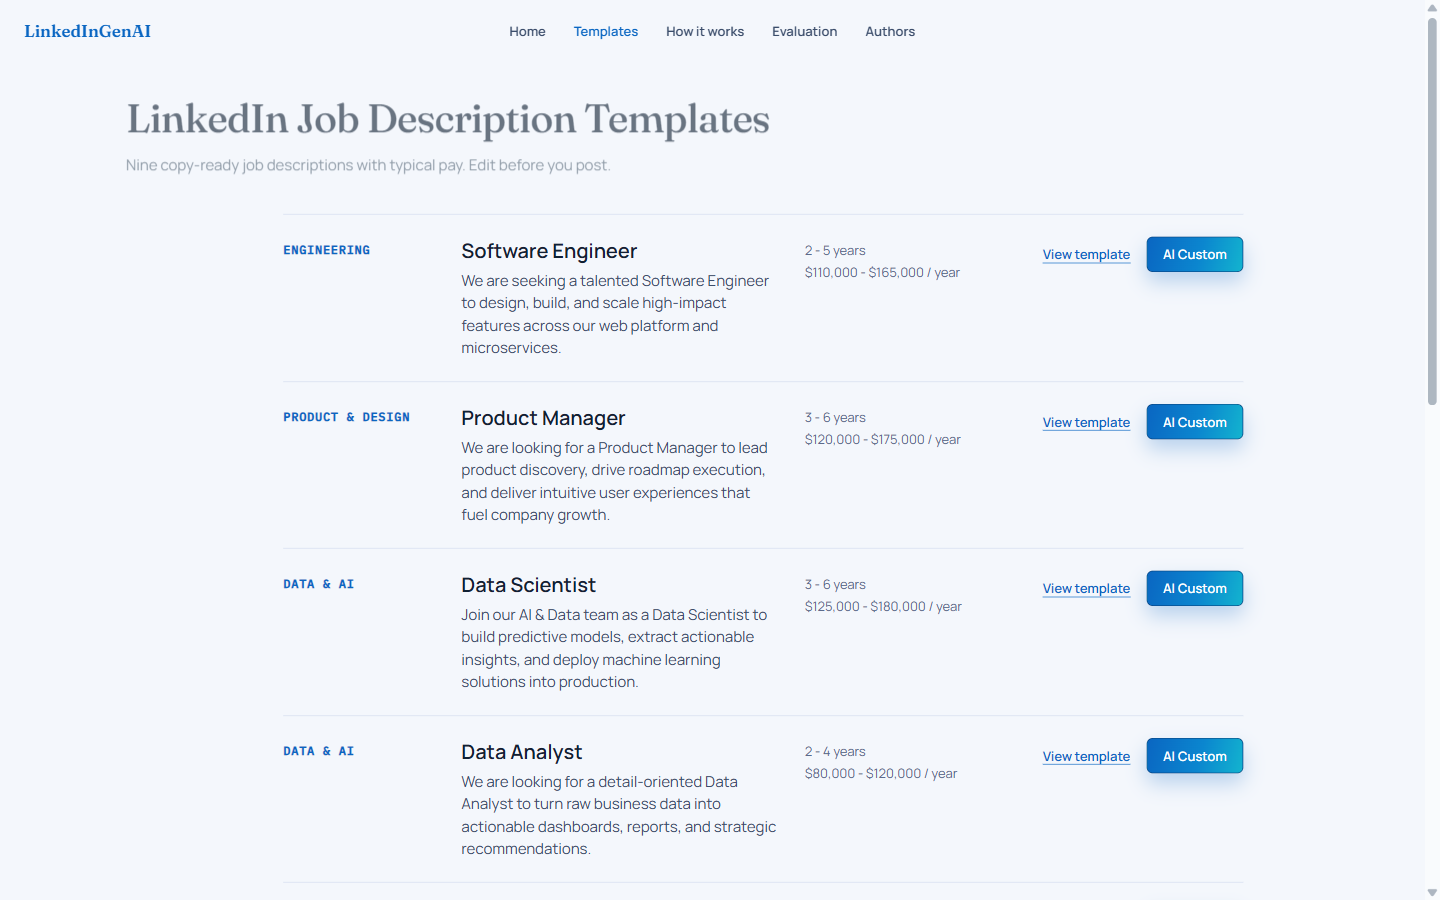 LinkedInGenAI
Home
Templates
How it works
Evaluation
Authors
LinkedIn Job Description Templates
Nine copy-ready job descriptions with typical pay. Edit before you post.
ENGINEERING
Software Engineer
We are seeking a talented Software Engineer
to design, build, and scale high-impact
features across our web platform and
microservices.
2 - 5 years
$110,000 - $165,000 / year
View template
AI Custom
PRODUCT & DESIGN
Product Manager
We are looking for a Product Manager to lead
product discovery, drive roadmap execution,
and deliver intuitive user experiences that
fuel company growth.
3 - 6 years
$120,000 - $175,000 / year
View template
AI Custom
DATA & AI
Data Scientist
Join our AI & Data team as a Data Scientist to
build predictive models, extract actionable
insights, and deploy machine learning
solutions into production.
3 - 6 years
$125,000 - $180,000 / year
View template
AI Custom
DATA & AI
Data Analyst
We are looking for a detail-oriented Data
Analyst to turn raw business data into
actionable dashboards, reports, and strategic
recommendations.
2 - 4 years
$80,000 - $120,000 / year
View template
AI Custom